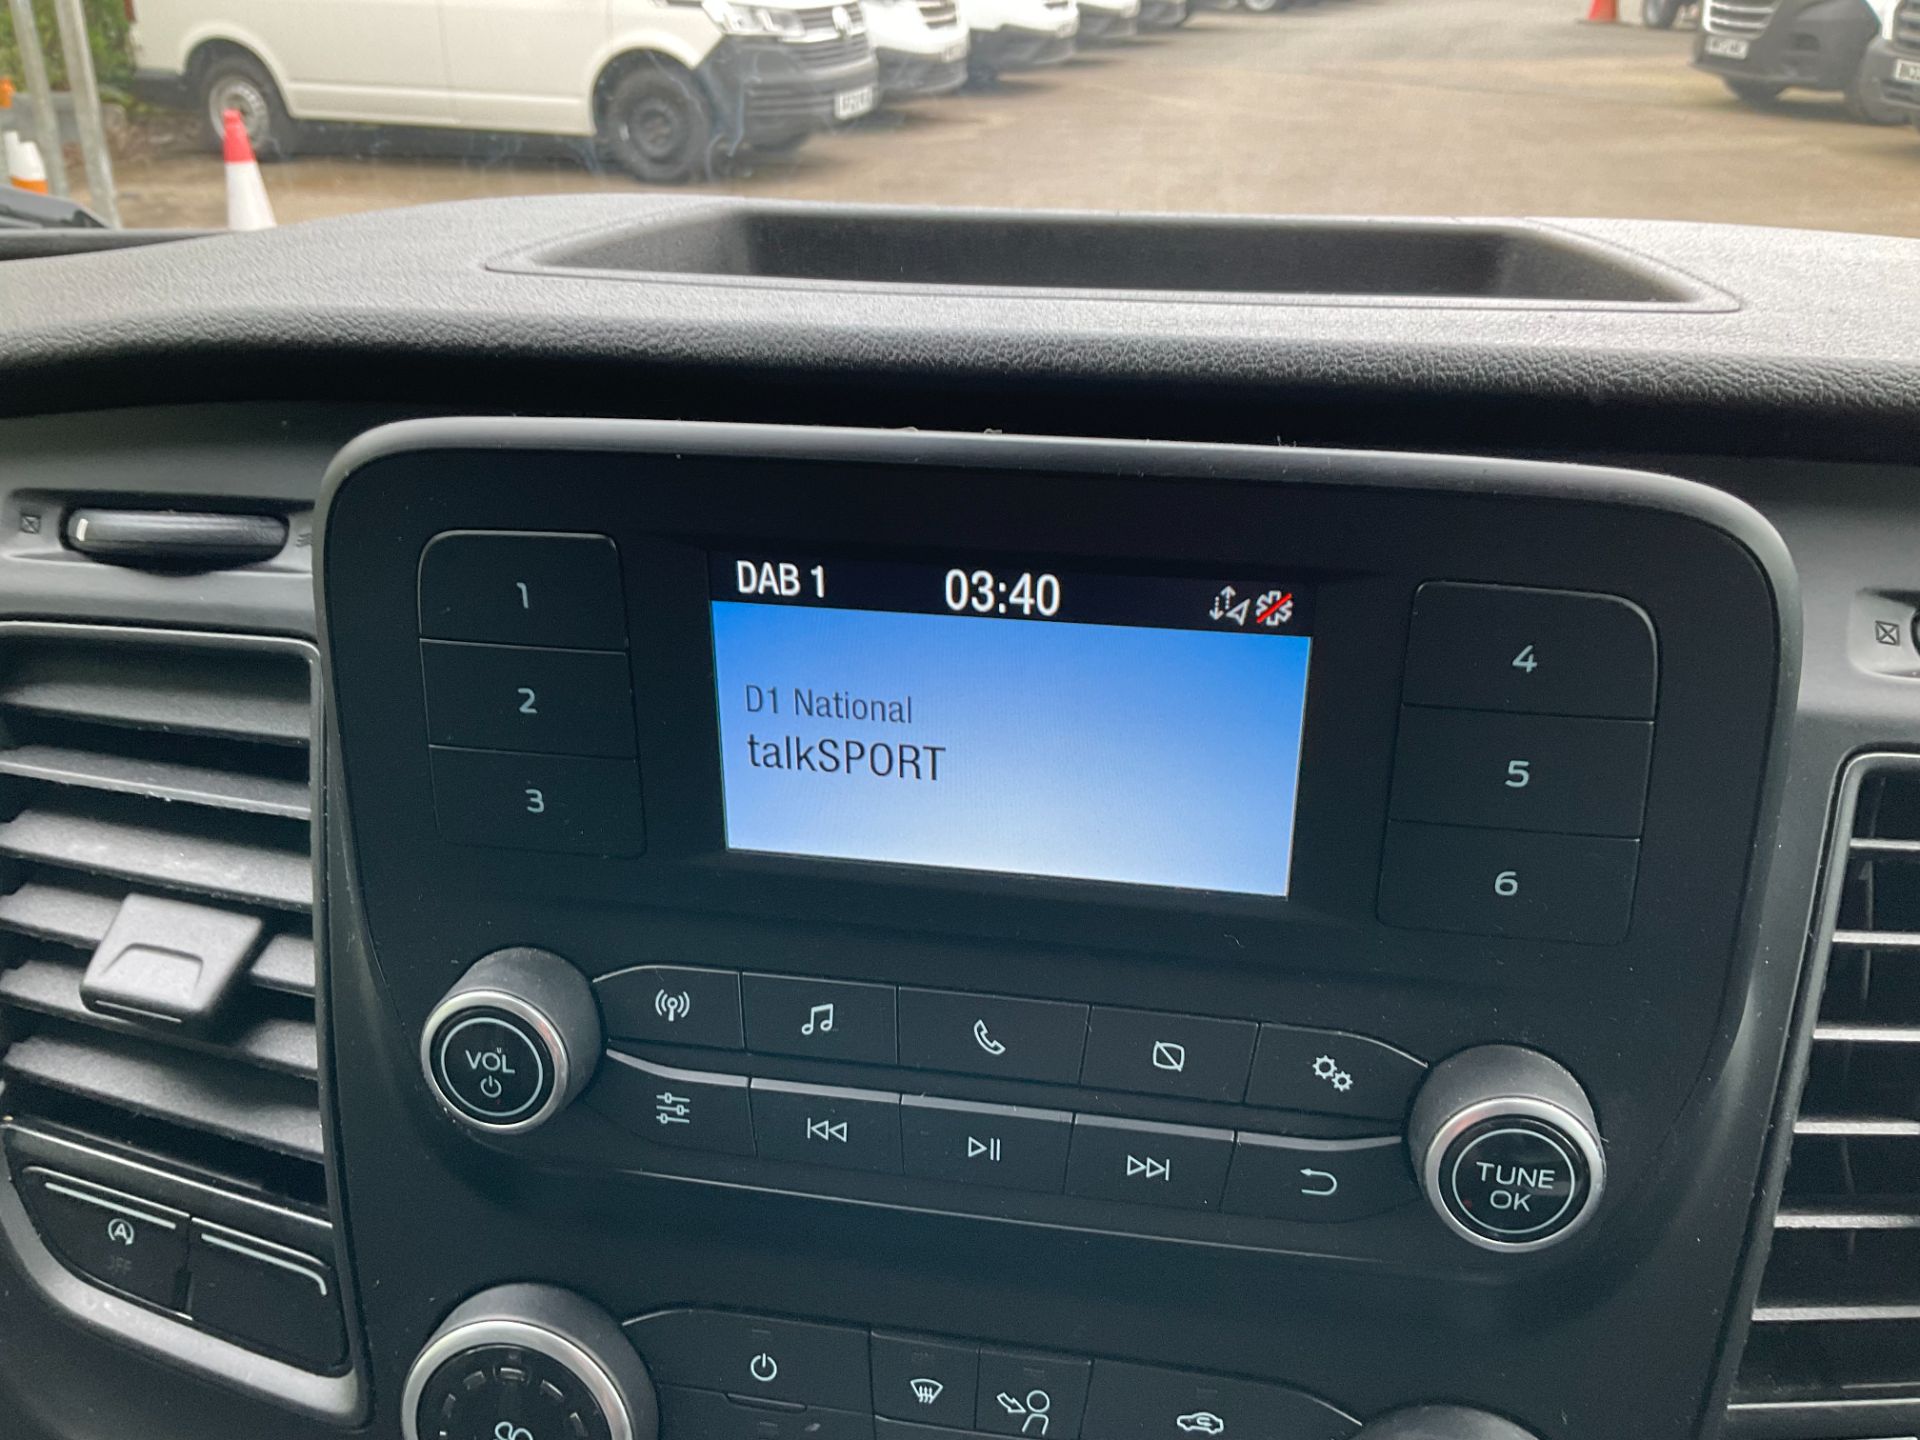 DAB 1 03:40
D1 National
talkSPORT
1
2
3
4
5
6
VOL
TUNE
OK
A
OFF